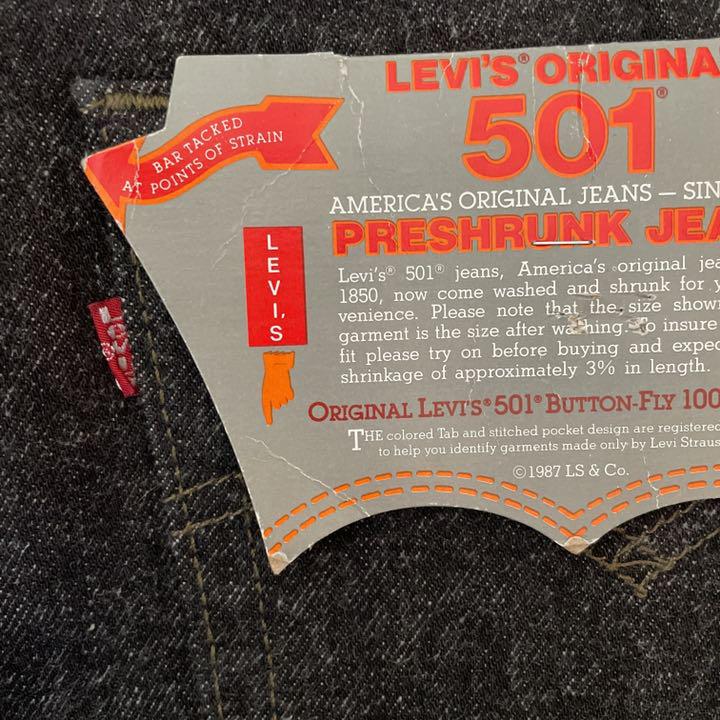 LEVI'S® ORIGINA
501®
BAR TACKED
AT POINTS OF STRAIN
AMERICA'S ORIGINAL JEANS — SIN
PRESHRUNK JEA
LEVI'S
Levi's® 501® jeans, America's original jea
1850, now come washed and shrunk for y
venience. Please note that the size show
garment is the size after washing. To insure
fit please try on before buying and expec
shrinkage of approximately 3% in length.
ORIGINAL LEVI'S® 501® BUTTON-FLY 100
THE colored Tab and stitched pocket design are registered
to help you identify garments made only by Levi Straus
©1987 LS & Co.
Levi's